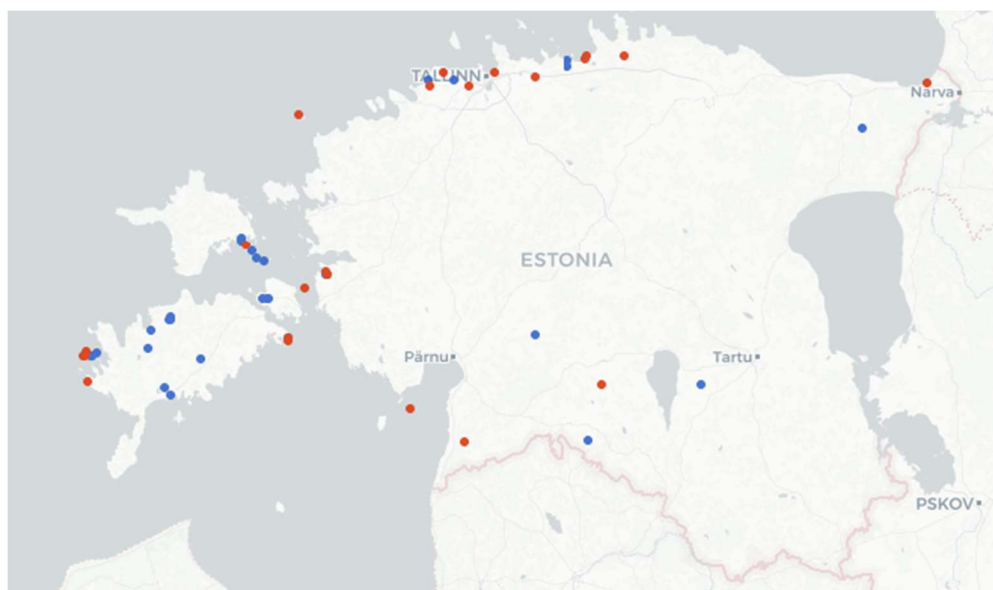 TALLINN
Narva
ESTONIA
Pärnu
Tartu
PSKOV